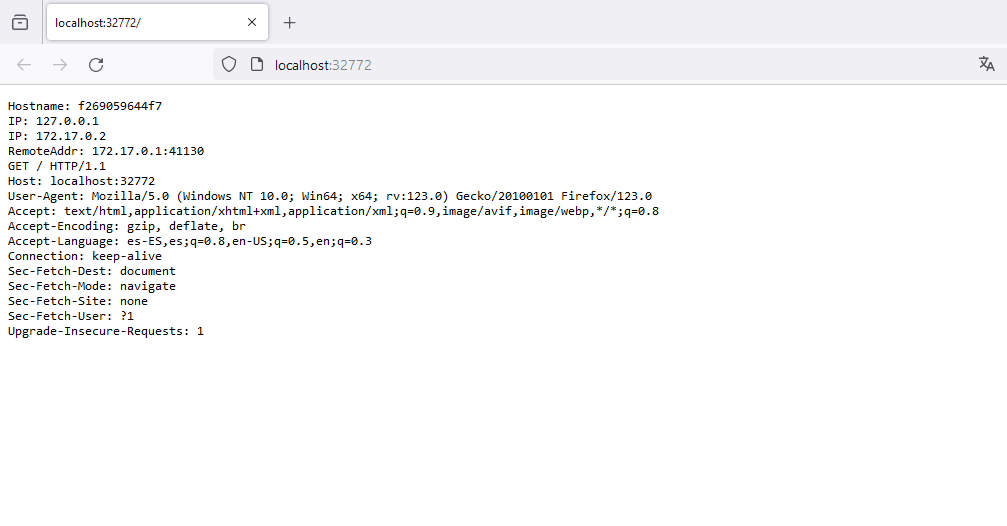 localhost:32772/
localhost:32772
Hostname: f269059644f7
IP: 127.0.0.1
IP: 172.17.0.2
RemoteAddr: 172.17.0.1:41130
GET / HTTP/1.1
Host: localhost:32772
User-Agent: Mozilla/5.0 (Windows NT 10.0; Win64; x64; rv:123.0) Gecko/20100101 Firefox/123.0
Accept: text/html,application/xhtml+xml,application/xml;q=0.9,image/avif,image/webp,*/*;q=0.8
Accept-Encoding: gzip, deflate, br
Accept-Language: es-ES,es;q=0.8,en-US;q=0.5,en;q=0.3
Connection: keep-alive
Sec-Fetch-Dest: document
Sec-Fetch-Mode: navigate
Sec-Fetch-Site: none
Sec-Fetch-User: ?1
Upgrade-Insecure-Requests: 1